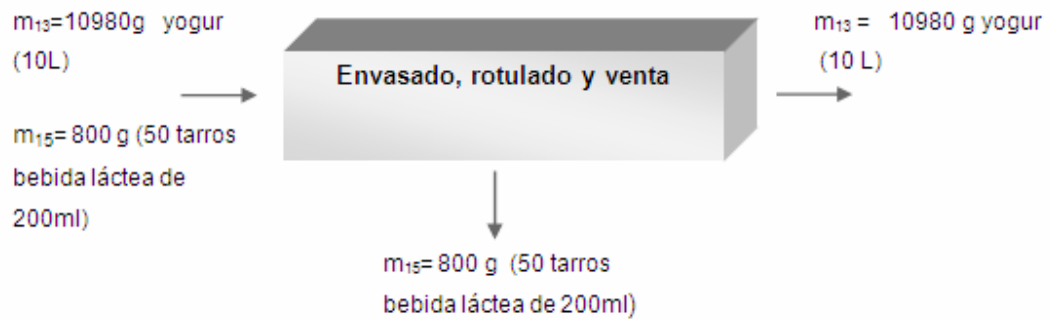 m₁₃=10980g yogur
(10L)
m₁₅= 800 g (50 tarros
bebida láctea de
200ml)
Envasado, rotulado y venta
m₁₃ = 10980 g yogur
(10 L)
m₁₅= 800 g (50 tarros
bebida láctea de 200ml)